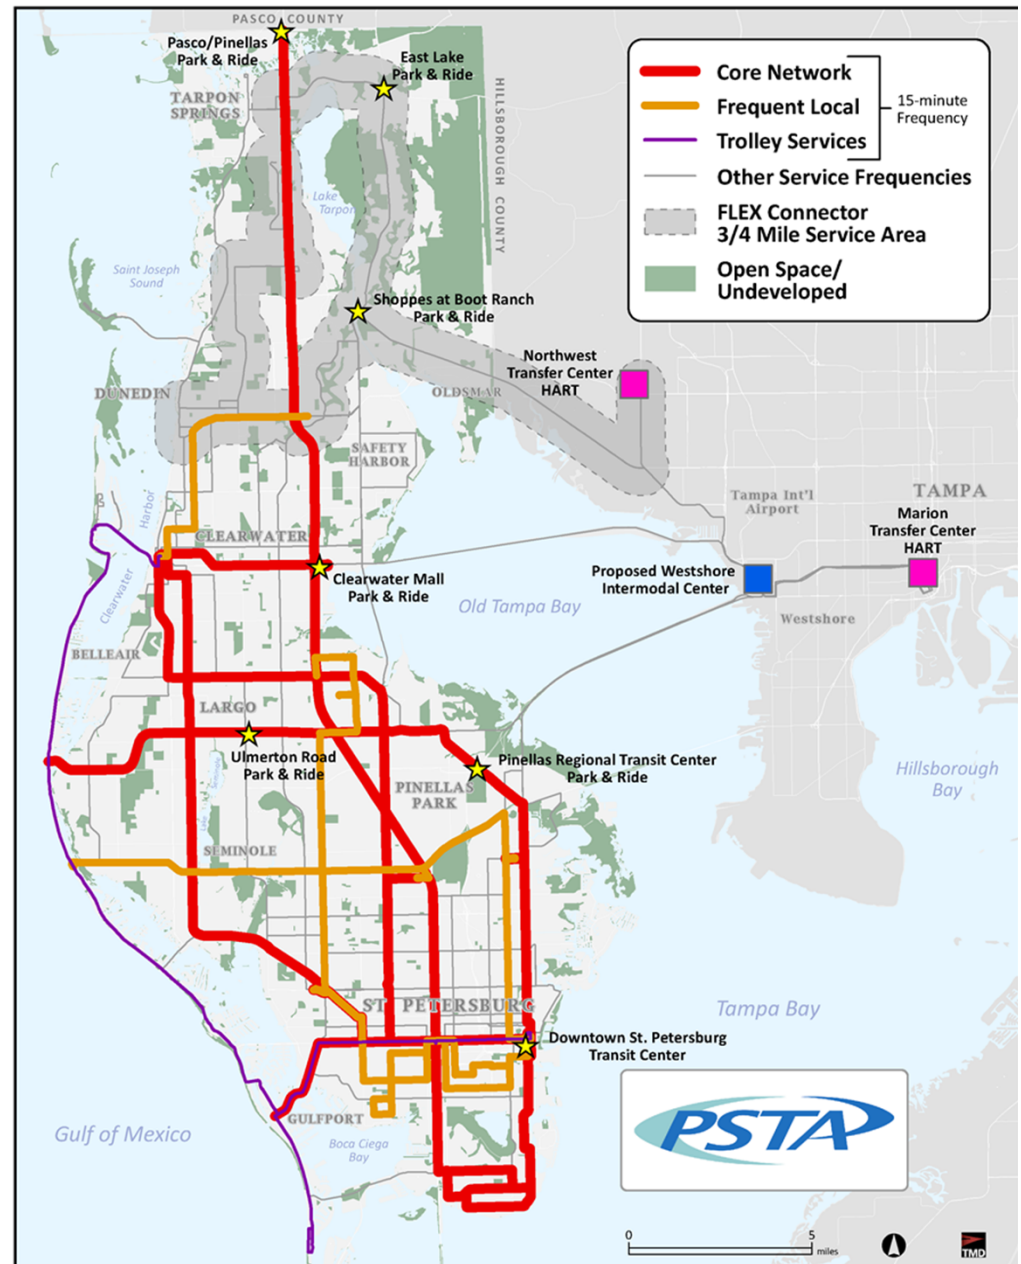 PASCO COUNTY
Pasco/Pinellas
Park & Ride
East Lake
Park & Ride
TARPON
SPRINGS
HILLSBOROUGH COUNTY
Core Network
Frequent Local
Trolley Services
15-minute
Frequency
Other Service Frequencies
FLEX Connector
3/4 Mile Service Area
Open Space/
Undeveloped
Lake
Tarpon
Saint Joseph
Sound
Shoppes at Boot Ranch
Park & Ride
Northwest
Transfer Center
HART
DUNEDIN
OLDSMAR
SAFETY
HARBOR
Tampa Int'l
Airport
TAMPA
Marion
Transfer Center
HART
Clearwater Harbor
CLEARWATER
Clearwater Mall
Park & Ride
Proposed Westshore
Intermodal Center
Old Tampa Bay
Westshore
BELLEAIR
LARGO
Ulmerton Road
Park & Ride
Pinellas Regional Transit Center
Park & Ride
Hillsborough
Bay
PINELLAS
PARK
Lake Seminole
SEMINOLE
ST PETERSBURG
Tampa Bay
Downtown St. Petersburg
Transit Center
GULFPORT
Boca Ciega
Bay
Gulf of Mexico
PSTA
0 5
miles
TMD